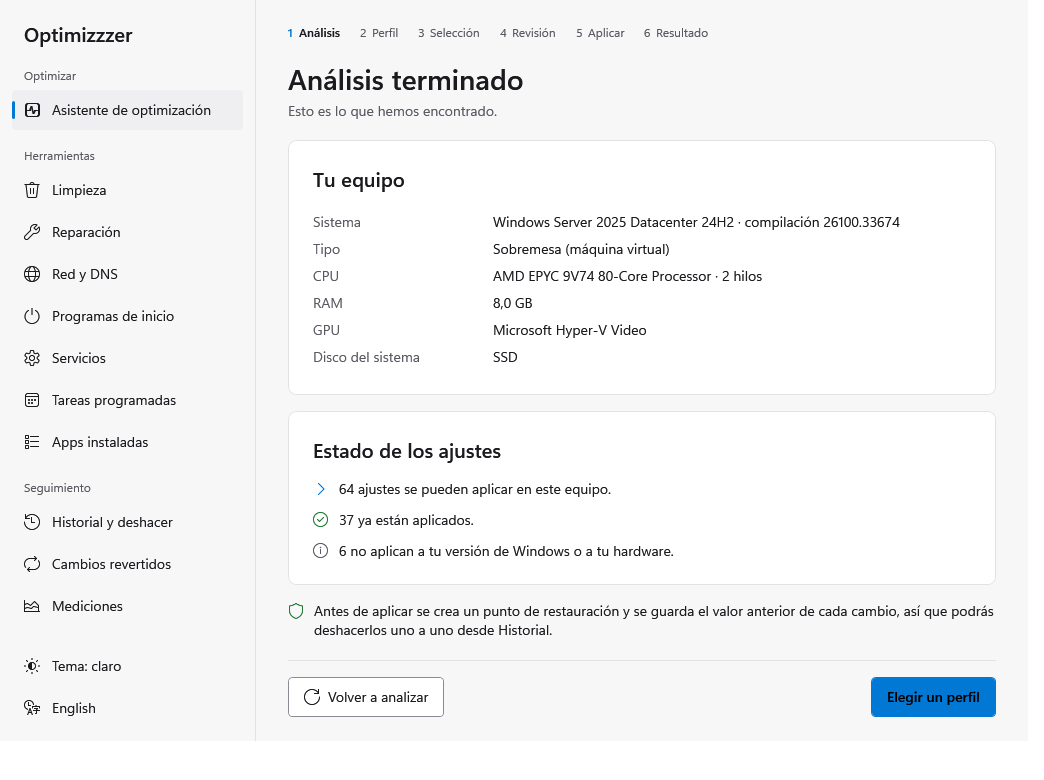 Optimizzzer
Optimizar
Asistente de optimización
Herramientas
Limpieza
Reparación
Red y DNS
Programas de inicio
Servicios
Tareas programadas
Apps instaladas
Seguimiento
Historial y deshacer
Cambios revertidos
Mediciones
Tema: claro
English
1 Análisis 2 Perfil 3 Selección 4 Revisión 5 Aplicar 6 Resultado
Análisis terminado
Esto es lo que hemos encontrado.
Tu equipo
Sistema Windows Server 2025 Datacenter 24H2 · compilación 26100.33674
Tipo Sobremesa (máquina virtual)
CPU AMD EPYC 9V74 80-Core Processor · 2 hilos
RAM 8,0 GB
GPU Microsoft Hyper-V Video
Disco del sistema SSD
Estado de los ajustes
64 ajustes se pueden aplicar en este equipo.
37 ya están aplicados.
6 no aplican a tu versión de Windows o a tu hardware.
Antes de aplicar se crea un punto de restauración y se guarda el valor anterior de cada cambio, así que podrás
deshacerlos uno a uno desde Historial.
Volver a analizar
Elegir un perfil